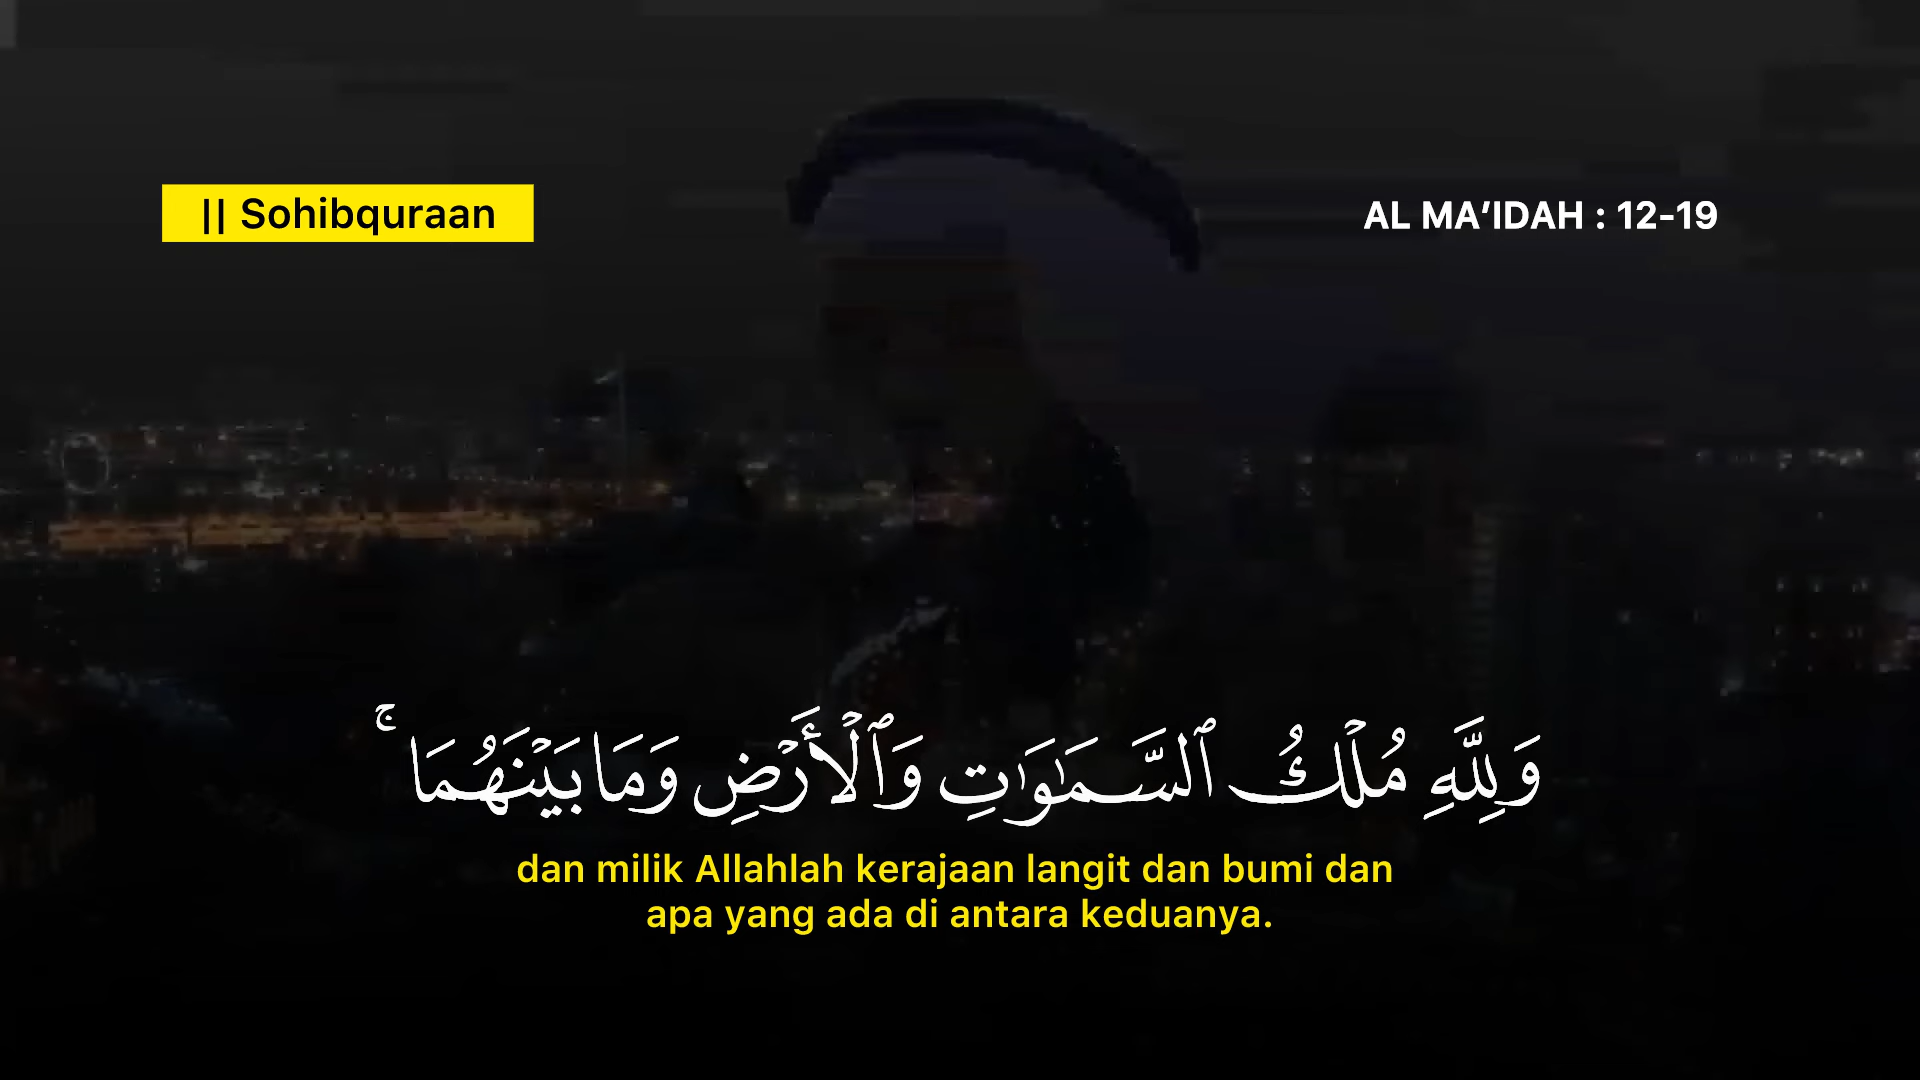 || Sohibquraan
AL MA’IDAH : 12-19
وَلِلَّهِ مُلْكُ ٱلسَّمَٰوَٰتِ وَٱلْأَرْضِ وَمَا بَيْنَهُمَا ۚ
dan milik Allahlah kerajaan langit dan bumi dan
apa yang ada di antara keduanya.